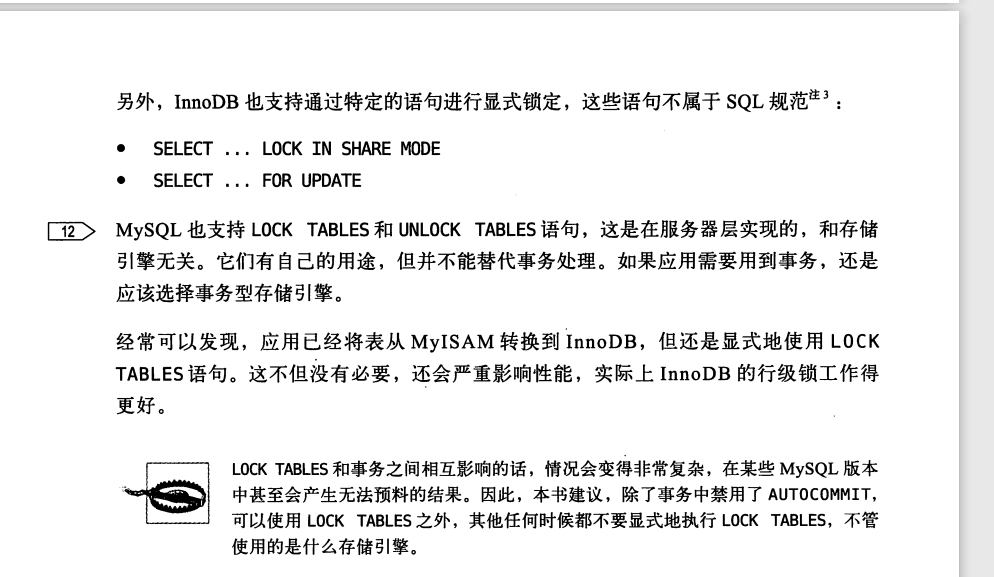 另外，InnoDB 也支持通过特定的语句进行显式锁定，这些语句不属于 SQL 规范注3：
• SELECT ... LOCK IN SHARE MODE
• SELECT ... FOR UPDATE
12
MySQL 也支持 LOCK TABLES 和 UNLOCK TABLES 语句，这是在服务器层实现的，和存储
引擎无关。它们有自己的用途，但并不能替代事务处理。如果应用需要用到事务，还是
应该选择事务型存储引擎。
经常可以发现，应用已经将表从 MyISAM 转换到 InnoDB，但还是显式地使用 LOCK
TABLES 语句。这不但没有必要，还会严重影响性能，实际上 InnoDB 的行级锁工作得
更好。
LOCK TABLES 和事务之间相互影响的话，情况会变得非常复杂，在某些 MySQL 版本
中甚至会产生无法预料的结果。因此，本书建议，除了事务中禁用了 AUTOCOMMIT，
可以使用 LOCK TABLES 之外，其他任何时候都不要显式地执行 LOCK TABLES，不管
使用的是什么存储引擎。